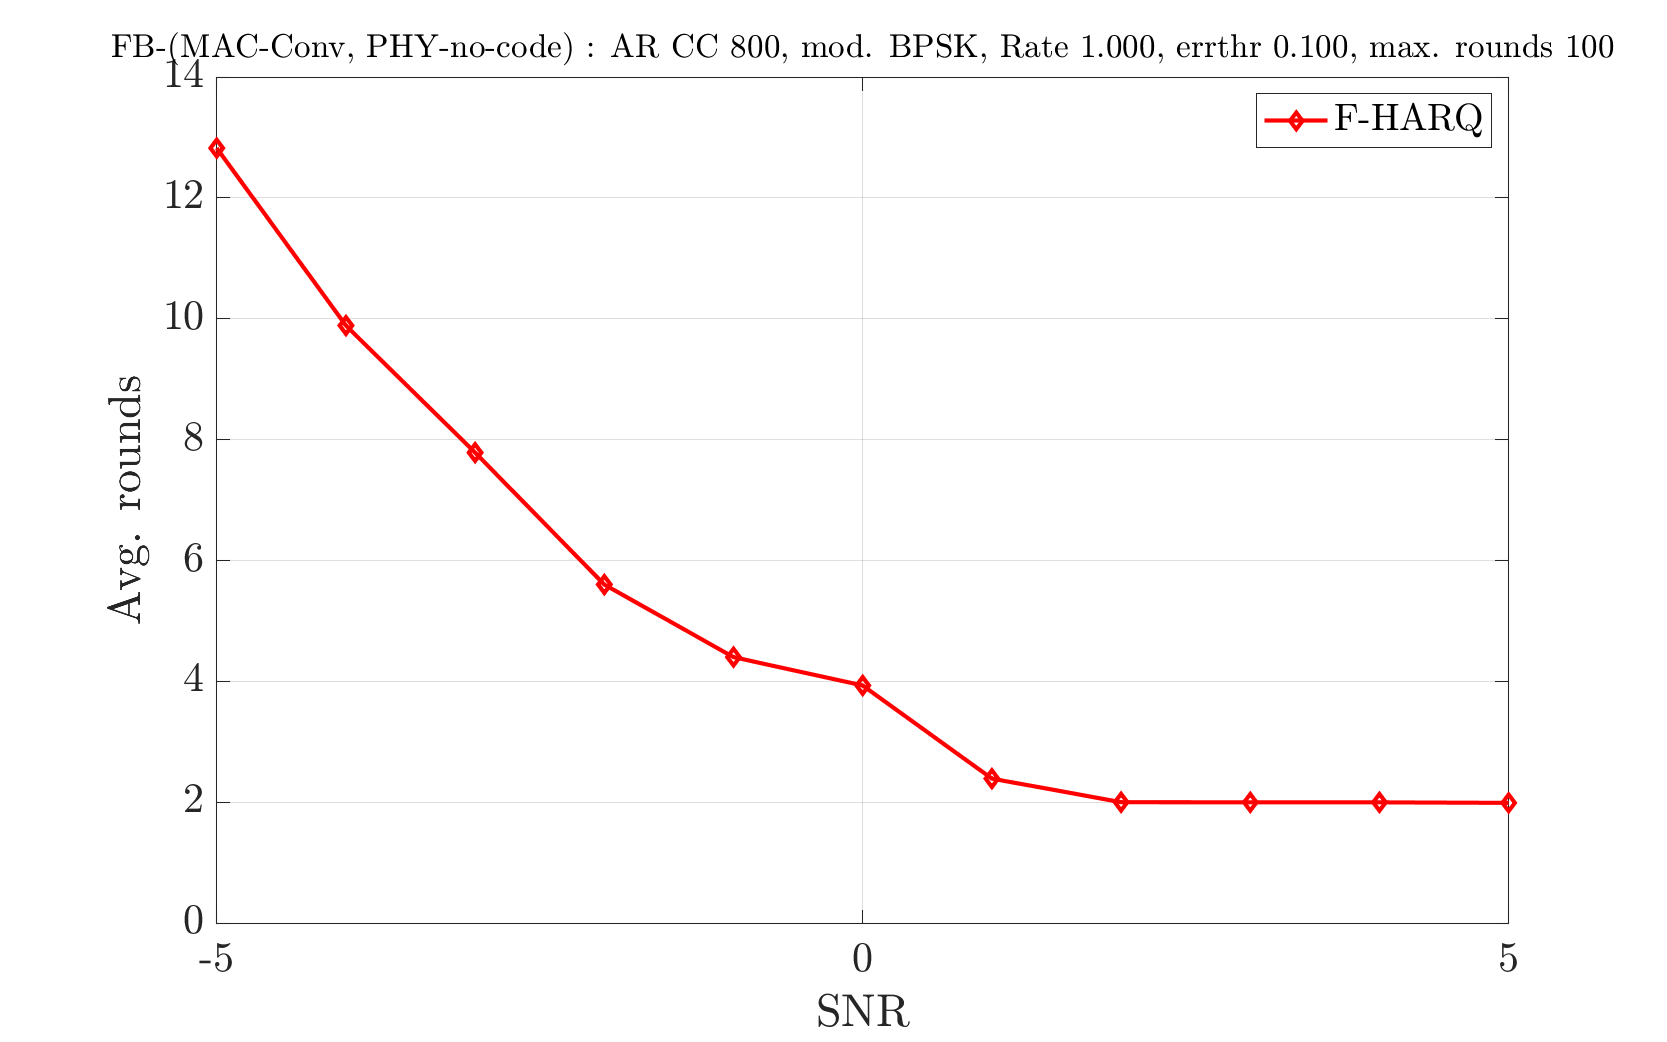 FB-(MAC-Conv, PHY-no-code) : AR CC 800, mod. BPSK, Rate 1.000, errthr 0.100, max. rounds 100
14
F-HARQ
12
10
8
6
4
2
0
Avg. rounds
-5
0
5
SNR